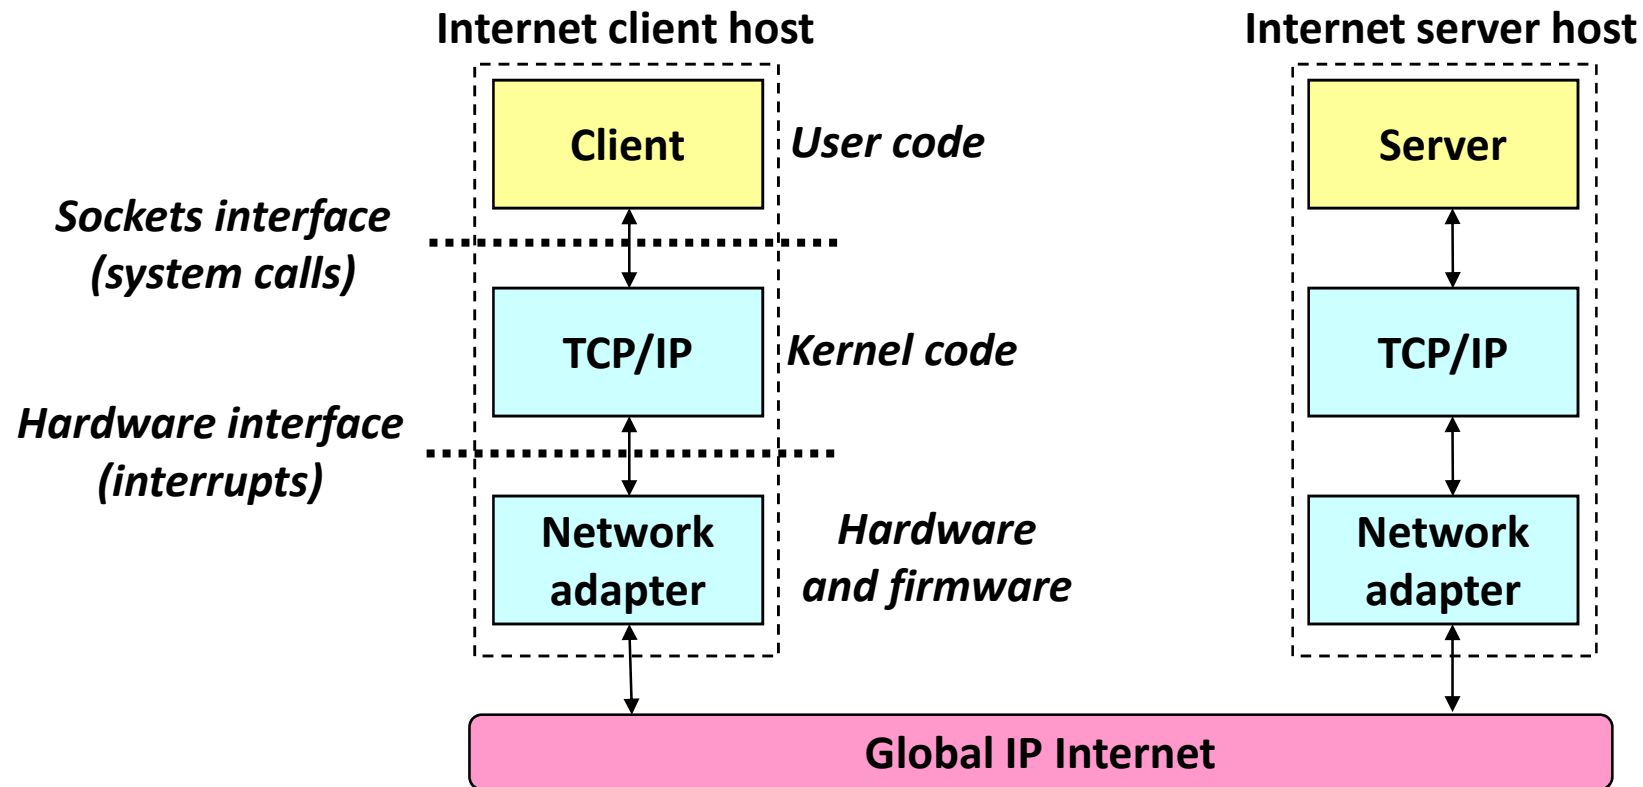 Internet client host
Internet server host
Client
User code
Server
Sockets interface
(system calls)
TCP/IP
Kernel code
TCP/IP
Hardware interface
(interrupts)
Network
adapter
Hardware
and firmware
Network
adapter
Global IP Internet